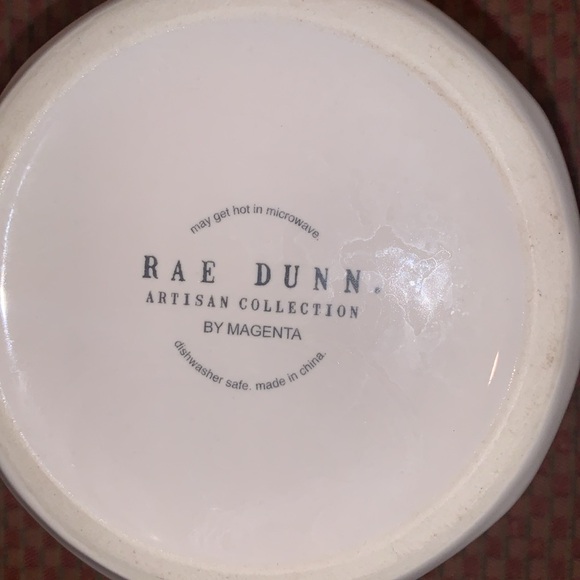 may get hot in microwave.
RAE DUNN®
ARTISAN COLLECTION
BY MAGENTA
dishwasher safe. made in china.